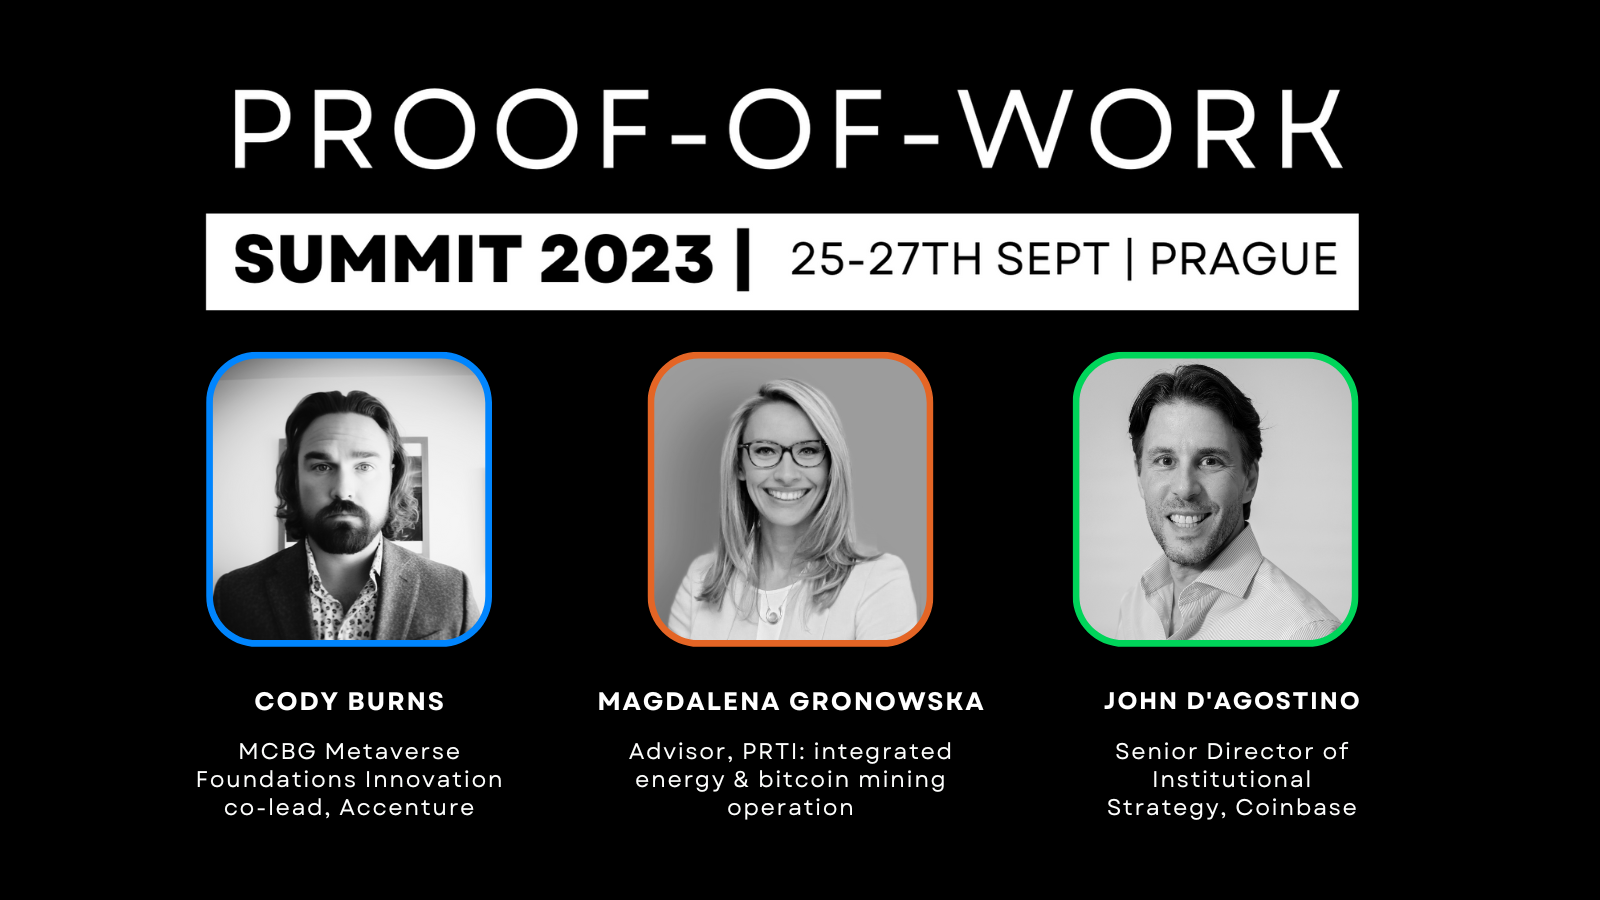 PROOF-OF-WORK
SUMMIT 2023 | 25-27TH SEPT | PRAGUE
CODY BURNS
MCBG Metaverse
Foundations Innovation
co-lead, Accenture
MAGDALENA GRONOWSKA
Advisor, PRTI: integrated
energy & bitcoin mining
operation
JOHN D'AGOSTINO
Senior Director of
Institutional
Strategy, Coinbase